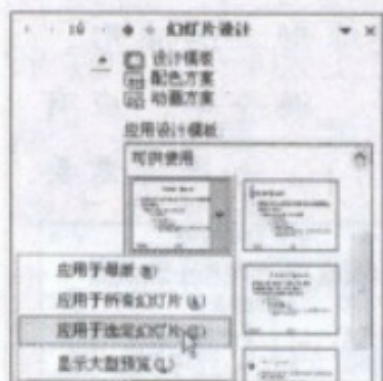 10 幻灯片设计
设计模板
配色方案
动画方案
应用设计模板
可供使用
应用于母版
应用于所有幻灯片(A)
应用于选定幻灯片(S)
显示大型预览(L)